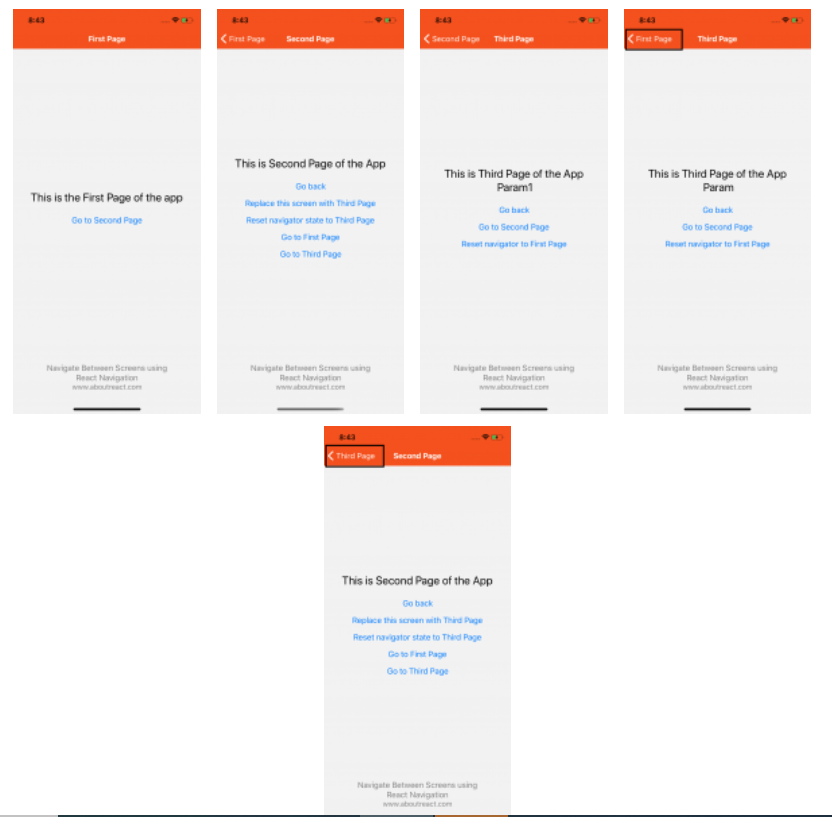 8:43
First Page
This is the First Page of the app
Go to Second Page
Navigate Between Screens using
React Navigation
www.aboutreact.com
8:43
First Page Second Page
This is Second Page of the App
Go back
Replace this screen with Third Page
Reset navigator state to Third Page
Go to First Page
Go to Third Page
Navigate Between Screens using
React Navigation
www.aboutreact.com
8:43
Second Page Third Page
This is Third Page of the App
Param1
Go back
Go to Second Page
Reset navigator to First Page
Navigate Between Screens using
React Navigation
www.aboutreact.com
8:43
First Page Third Page
This is Third Page of the App
Param
Go back
Go to Second Page
Reset navigator to First Page
Navigate Between Screens using
React Navigation
www.aboutreact.com
8:43
Third Page Second Page
This is Second Page of the App
Go back
Replace this screen with Third Page
Reset navigator state to Third Page
Go to First Page
Go to Third Page
Navigate Between Screens using
React Navigation
www.aboutreact.com